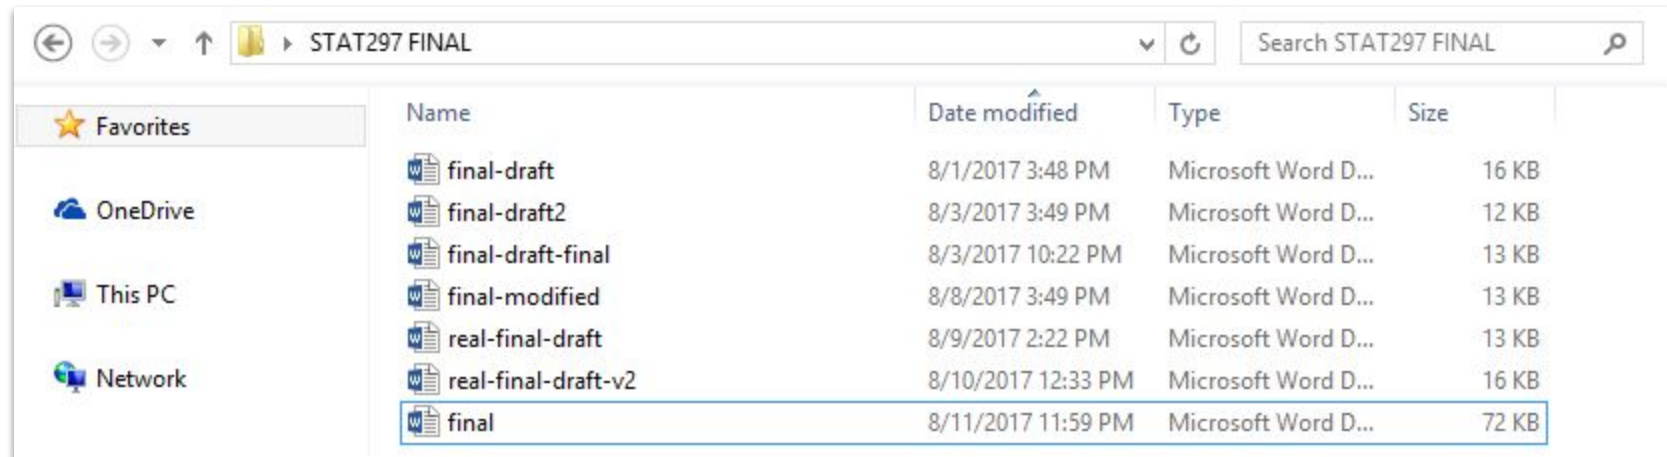 STAT297 FINAL Search STAT297 FINAL
Favorites
OneDrive
This PC
Network
Name Date modified Type Size
final-draft 8/1/2017 3:48 PM Microsoft Word D... 16 KB
final-draft2 8/3/2017 3:49 PM Microsoft Word D... 12 KB
final-draft-final 8/3/2017 10:22 PM Microsoft Word D... 13 KB
final-modified 8/8/2017 3:49 PM Microsoft Word D... 13 KB
real-final-draft 8/9/2017 2:22 PM Microsoft Word D... 13 KB
real-final-draft-v2 8/10/2017 12:33 PM Microsoft Word D... 16 KB
final 8/11/2017 11:59 PM Microsoft Word D... 72 KB